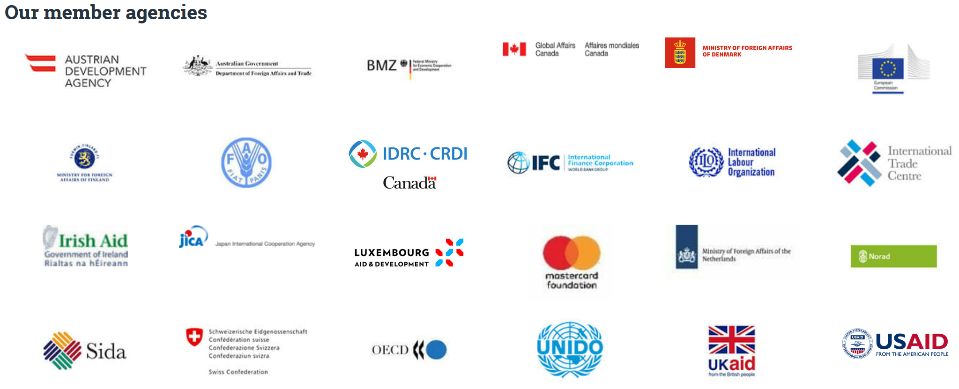 Our member agencies
AUSTRIAN
DEVELOPMENT
AGENCY
Australian Government
Department of Foreign Affairs and Trade
BMZ
Federal Ministry
for Economic Cooperation
and Development
Global Affairs
Canada
Affaires mondiales
Canada
MINISTRY OF FOREIGN AFFAIRS
OF DENMARK
European
Commission
MINISTRY FOR FOREIGN
AFFAIRS OF FINLAND
FAO
FIAT PANIS
IDRC · CRDI
Canada
IFC
International
Finance Corporation
WORLD BANK GROUP
ILO
International
Labour
Organization
International
Trade
Centre
Irish Aid
Government of Ireland
Rialtas na hÉireann
jica
Japan International Cooperation Agency
LUXEMBOURG
AID & DEVELOPMENT
mastercard
foundation
Ministry of Foreign Affairs of the
Netherlands
Norad
Sida
Schweizerische Eidgenossenschaft
Confédération suisse
Confederazione Svizzera
Confederaziun svizra
Swiss Confederation
OECD
UNIDO
UKaid
from the British people
USAID
USAID
FROM THE AMERICAN PEOPLE